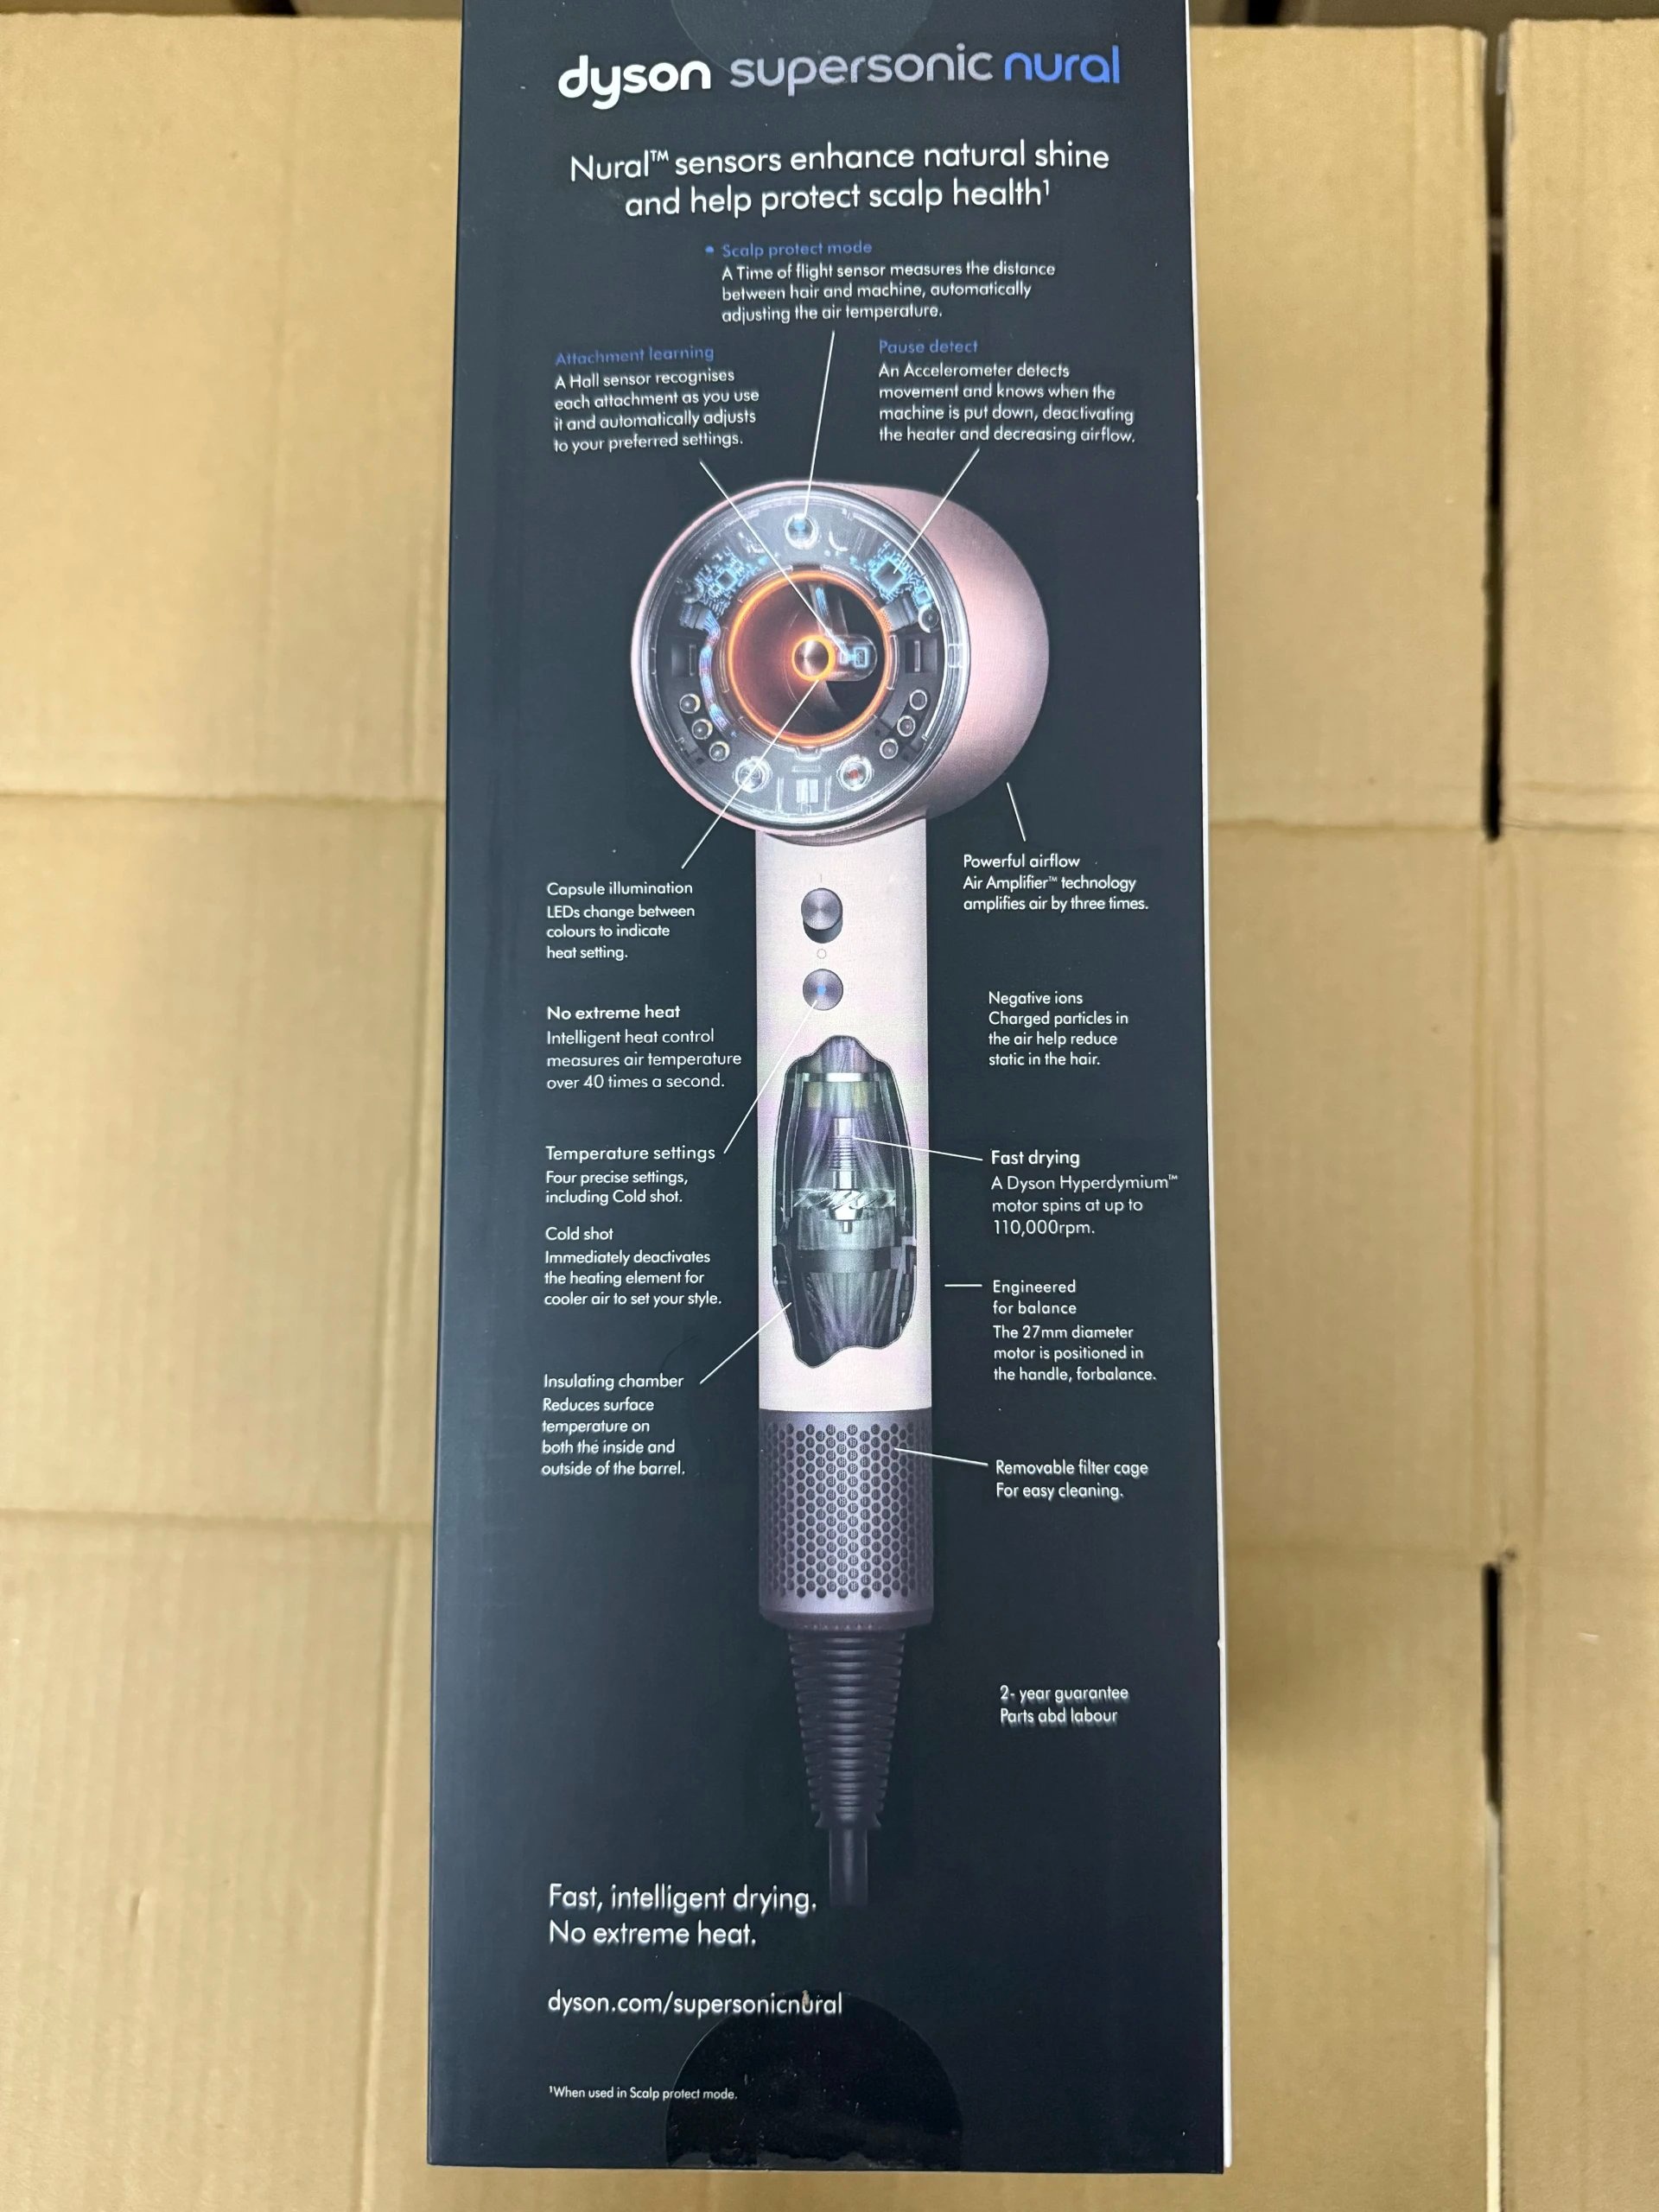 dyson supersonic nural
Nural™ sensors enhance natural shine
and help protect scalp health¹
Scalp protect mode
A Time of flight sensor measures the distance
between hair and machine, automatically
adjusting the air temperature.
Attachment learning
A Hall sensor recognises
each attachment as you use
it and automatically adjusts
to your preferred settings.
Pause detect
An Accelerometer detects
movement and knows when the
machine is put down, deactivating
the heater and decreasing airflow.
Capsule illumination
LEDs change between
colours to indicate
heat setting.
Powerful airflow
Air Amplifier™ technology
amplifies air by three times.
No extreme heat
Intelligent heat control
measures air temperature
over 40 times a second.
Negative ions
Charged particles in
the air help reduce
static in the hair.
Temperature settings
Four precise settings,
including Cold shot.
Cold shot
Immediately deactivates
the heating element for
cooler air to set your style.
Fast drying
A Dyson Hyperdymium™
motor spins at up to
110,000rpm.
Engineered
for balance
The 27mm diameter
motor is positioned in
the handle, forbalance.
Insulating chamber
Reduces surface
temperature on
both the inside and
outside of the barrel.
Removable filter cage
For easy cleaning.
2- year guarantee
Parts abd labour
Fast, intelligent drying.
No extreme heat.
dyson.com/supersonicnural
¹When used in Scalp protect mode.